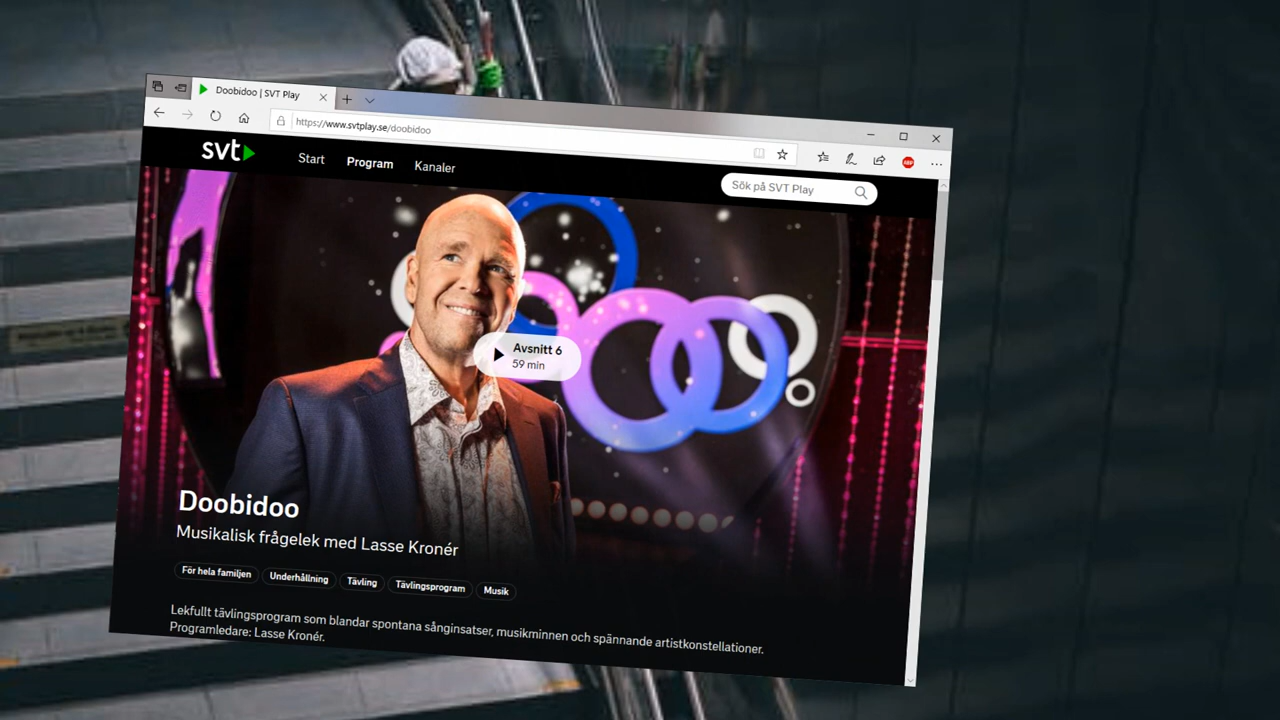 Doobidoo | SVT Play
https://www.svtplay.se/doobidoo
ABP
svt
Start Program Kanaler
Sök på SVT Play
Avsnitt 6
59 min
Doobidoo
Musikalisk frågelek med Lasse Kronér
För hela familjen Underhållning Tävling Tävlingsprogram Musik
Lekfullt tävlingsprogram som blandar spontana sånginsatser, musikminnen och spännande artistkonstellationer.
Programledare: Lasse Kronér.